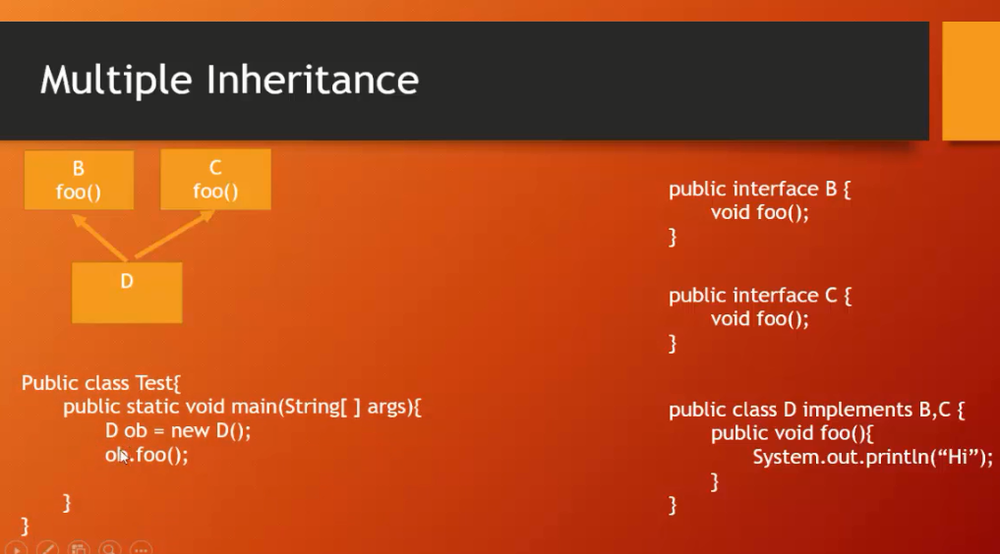 Multiple Inheritance
B
foo()
C
foo()
D
Public class Test{
public static void main(String[ ] args){
D ob = new D();
ob.foo();
}
}
public interface B {
void foo();
}
public interface C {
void foo();
}
public class D implements B,C {
public void foo(){
System.out.println(“Hi”);
}
}